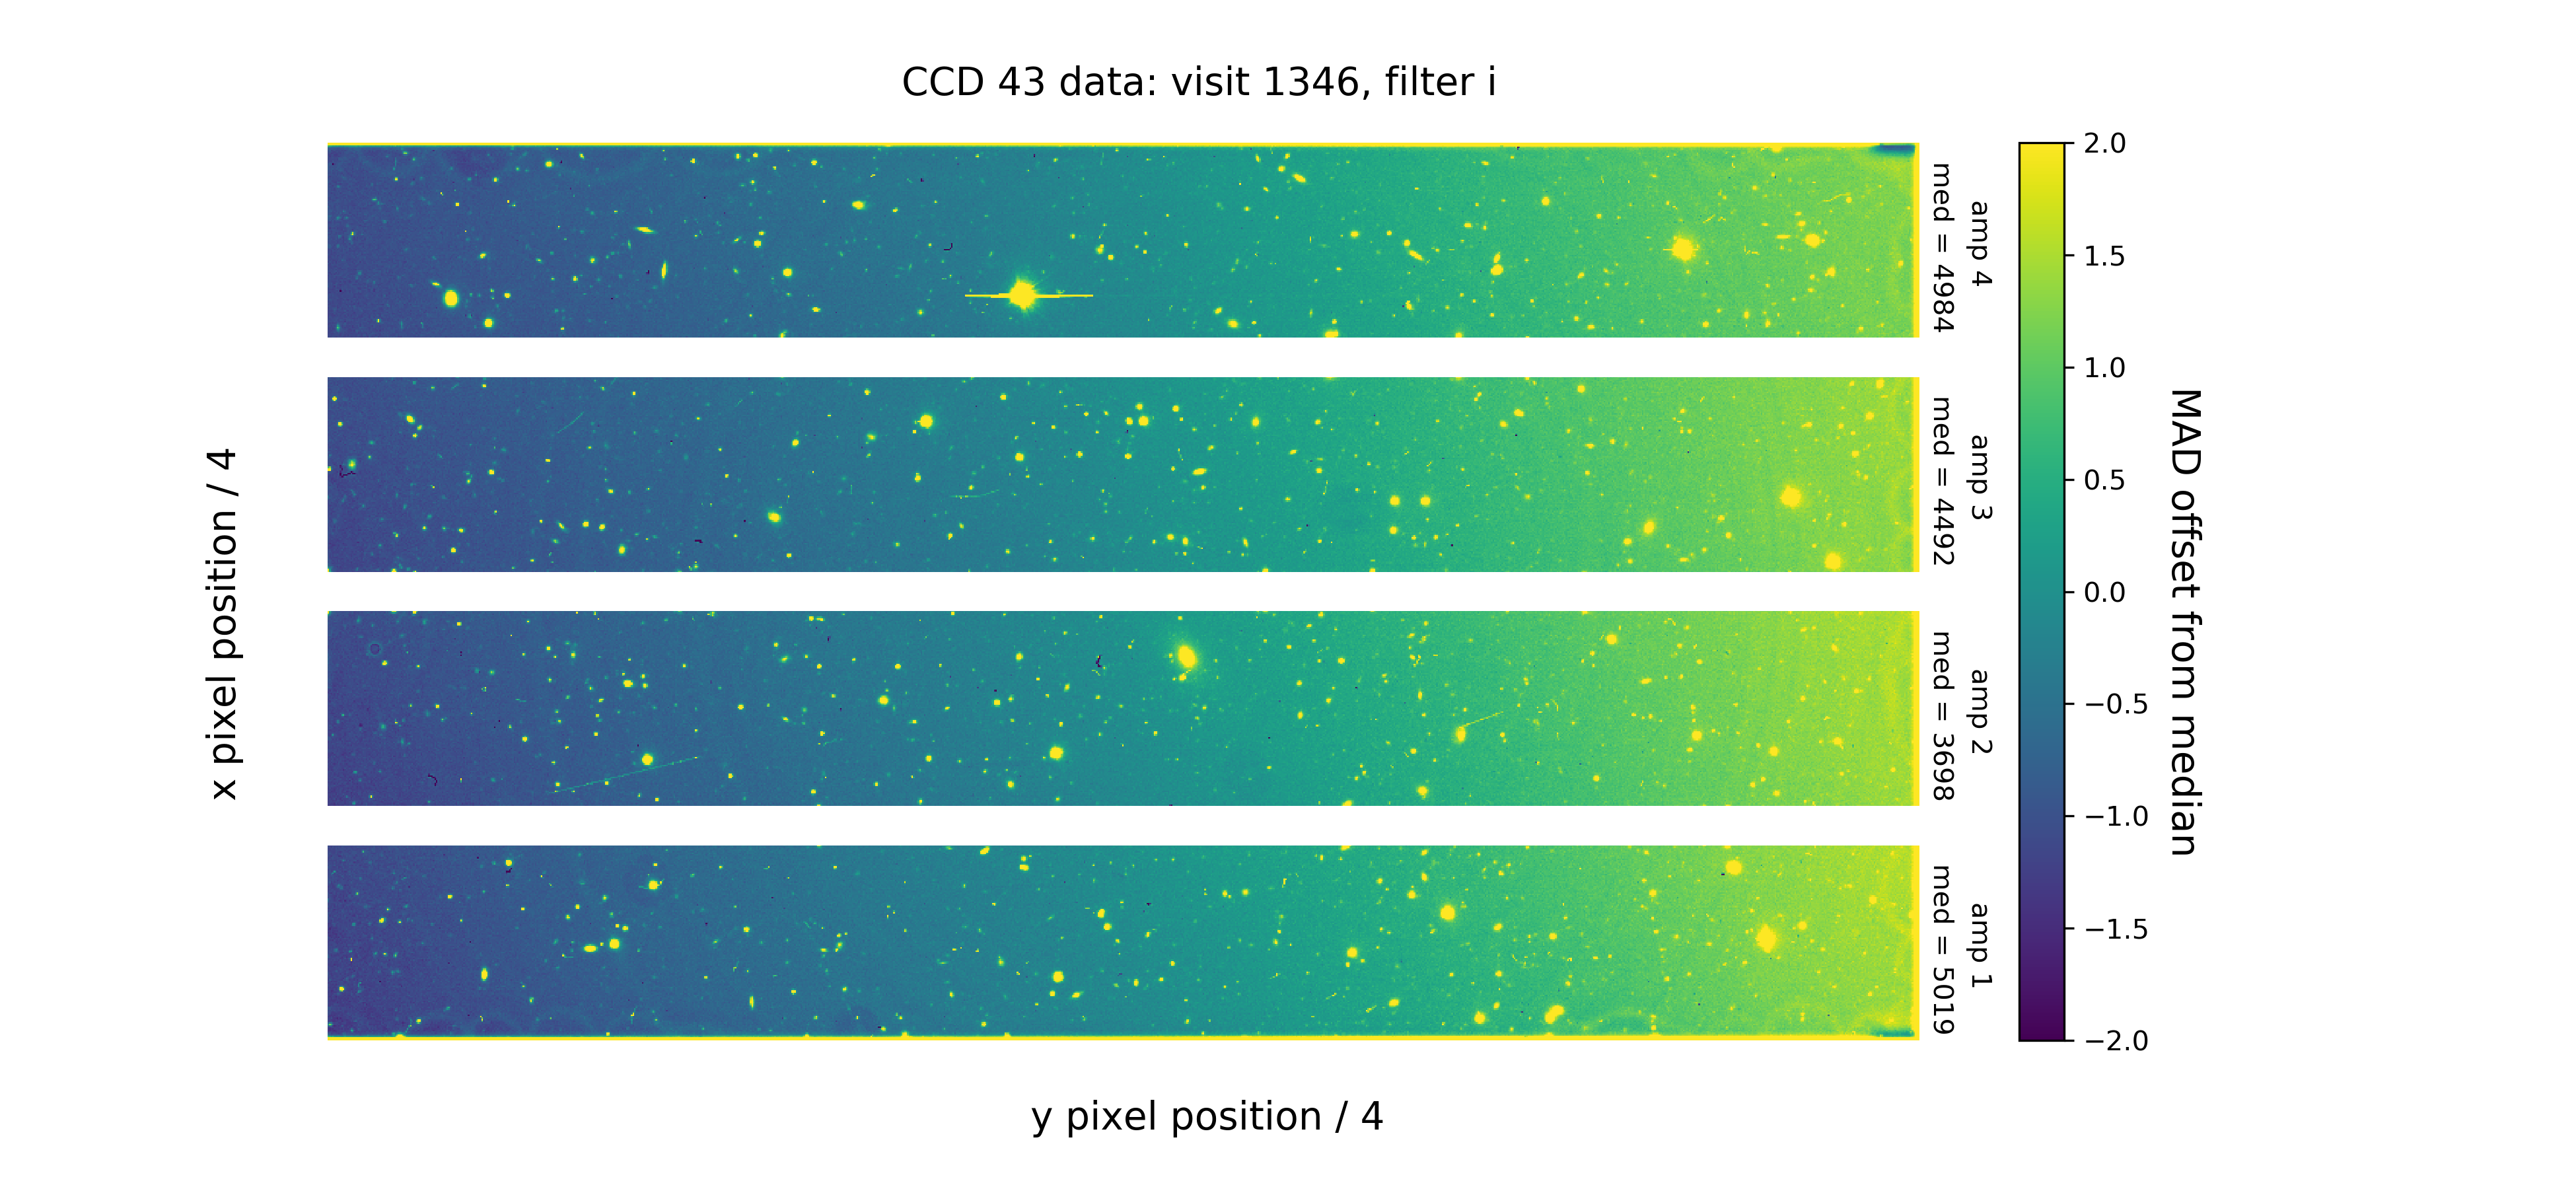 CCD 43 data: visit 1346, filter i
amp 4
med = 4984
amp 3
med = 4492
amp 2
med = 3698
amp 1
med = 5019
x pixel position / 4
y pixel position / 4
2.0
1.5
1.0
0.5
0.0
−0.5
−1.0
−1.5
−2.0
MAD offset from median